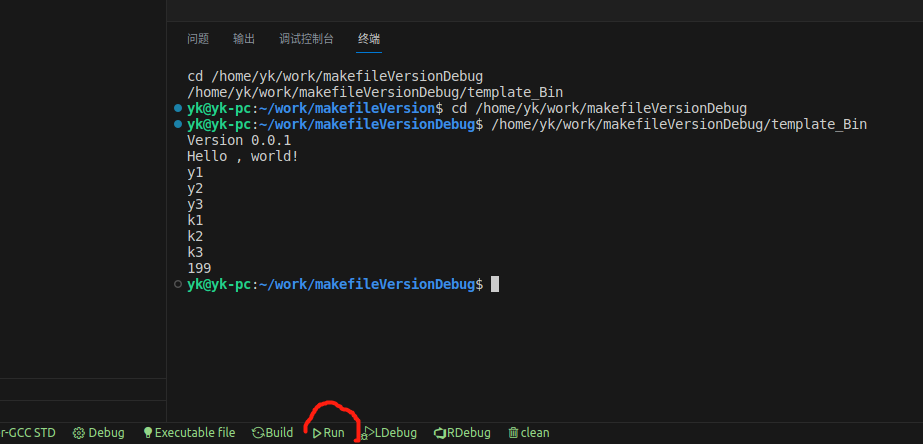 问题 输出 调试控制台 终端
cd /home/yk/work/makefileVersionDebug
/home/yk/work/makefileVersionDebug/template_Bin
yk@yk-pc:~/work/makefileVersion$ cd /home/yk/work/makefileVersionDebug
yk@yk-pc:~/work/makefileVersionDebug$ /home/yk/work/makefileVersionDebug/template_Bin
Version 0.0.1
Hello , world!
y1
y2
y3
k1
k2
k3
199
yk@yk-pc:~/work/makefileVersionDebug$
r-GCC STD Debug Executable file Build Run LDebug RDebug clean